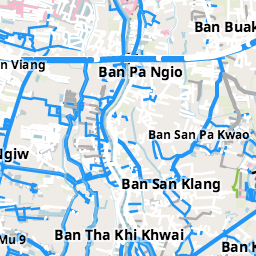 Ban Buak
n Viang
Ban Pa Ngio
Ban San Pa Kwao
Ngiw
Ban San Klang
Ban Tha Khi Khwai
Mu 9
Ban K